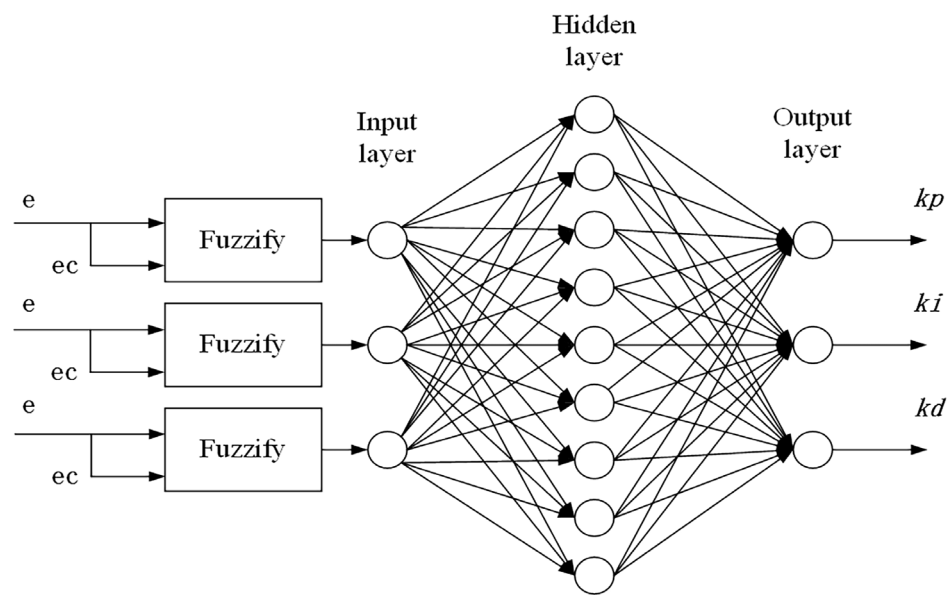 Hidden
layer
Input
layer
Output
layer
e
Fuzzify
ec
kp
e
Fuzzify
ec
ki
e
Fuzzify
ec
kd